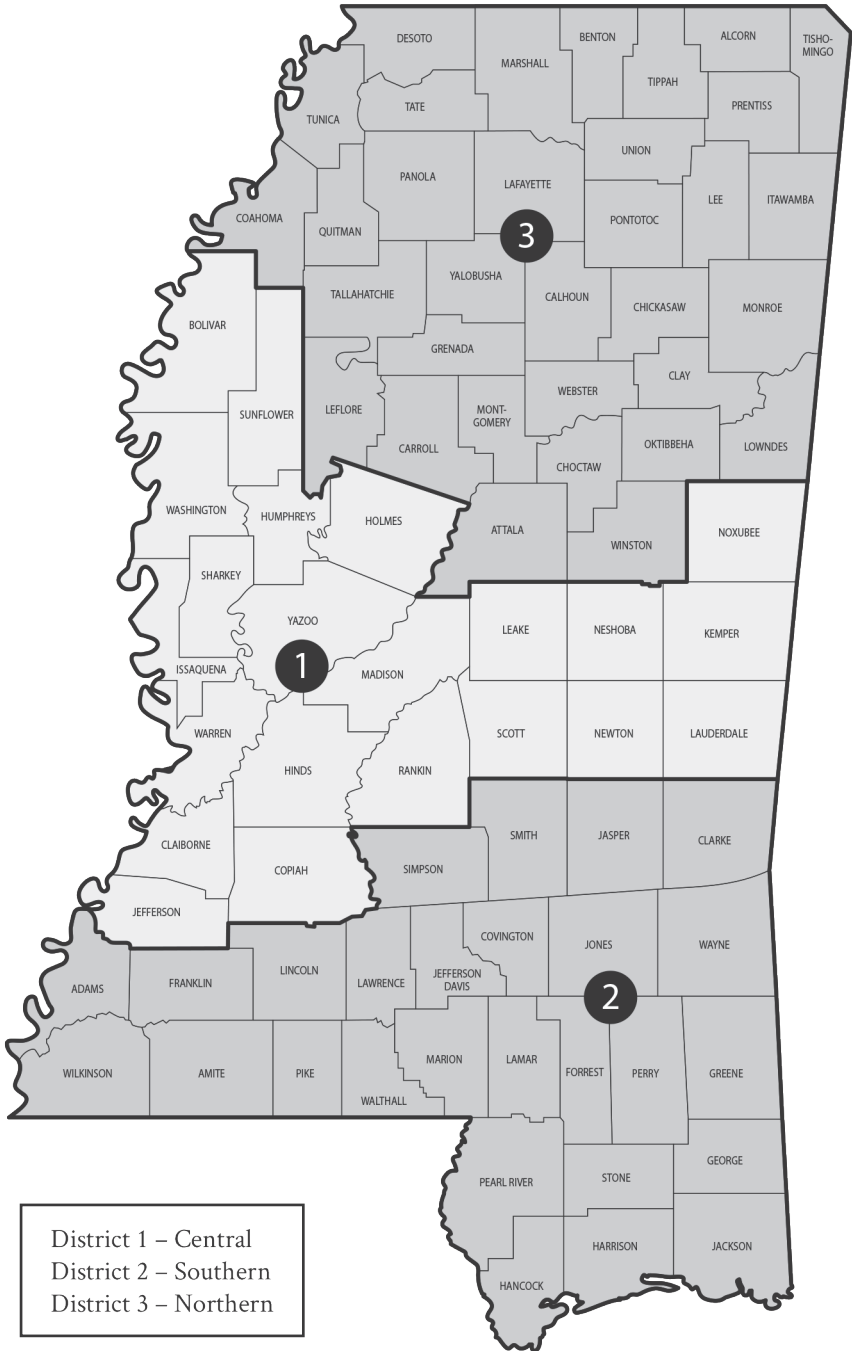 DESOTO
BENTON
ALCORN
TISHO-
MINGO
MARSHALL
TIPPAH
TATE
PRENTISS
TUNICA
UNION
PANOLA
LAFAYETTE
LEE
ITAWAMBA
COAHOMA
QUITMAN
PONTOTOC
3
YALOBUSHA
TALLAHATCHIE
CALHOUN
CHICKASAW
MONROE
BOLIVAR
GRENADA
CLAY
WEBSTER
SUNFLOWER
LEFLORE
MONT-
GOMERY
CARROLL
OKTIBBEHA
LOWNDES
CHOCTAW
WASHINGTON
HUMPHREYS
HOLMES
ATTALA
WINSTON
NOXUBEE
SHARKEY
YAZOO
LEAKE
NESHOBA
KEMPER
1
ISSAQUENA
MADISON
WARREN
SCOTT
NEWTON
LAUDERDALE
HINDS
RANKIN
CLAIBORNE
COPIAH
SIMPSON
SMITH
JASPER
CLARKE
JEFFERSON
COVINGTON
JONES
WAYNE
ADAMS
FRANKLIN
LINCOLN
LAWRENCE
JEFFERSON
DAVIS
2
WILKINSON
AMITE
PIKE
WALTHALL
MARION
LAMAR
FORREST
PERRY
GREENE
PEARL RIVER
STONE
GEORGE
HANCOCK
HARRISON
JACKSON
District 1 – Central
District 2 – Southern
District 3 – Northern